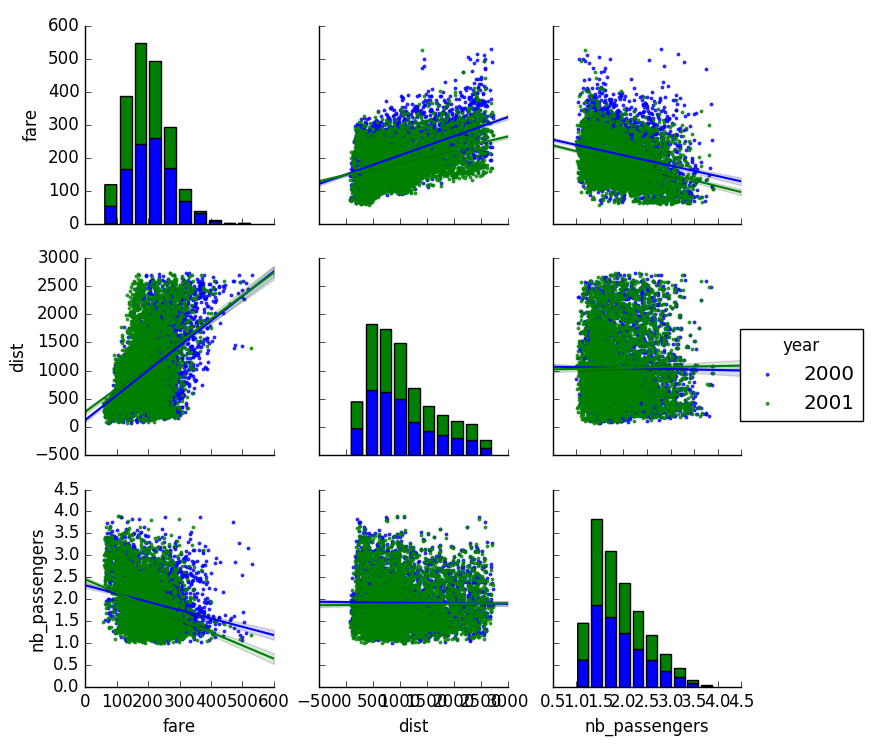 600
500
400
300
200
100
0
fare
3000
2500
2000
1500
1000
500
0
−500
dist
year
2000
2001
4.5
4.0
3.5
3.0
2.5
2.0
1.5
1.0
0.5
0.0
nb_passengers
0 100 200 300 400 500 600
−500 0 500 1000 1500 2000 2500 3000
0.5 1.0 1.5 2.0 2.5 3.0 3.5 4.0 4.5
fare
dist
nb_passengers